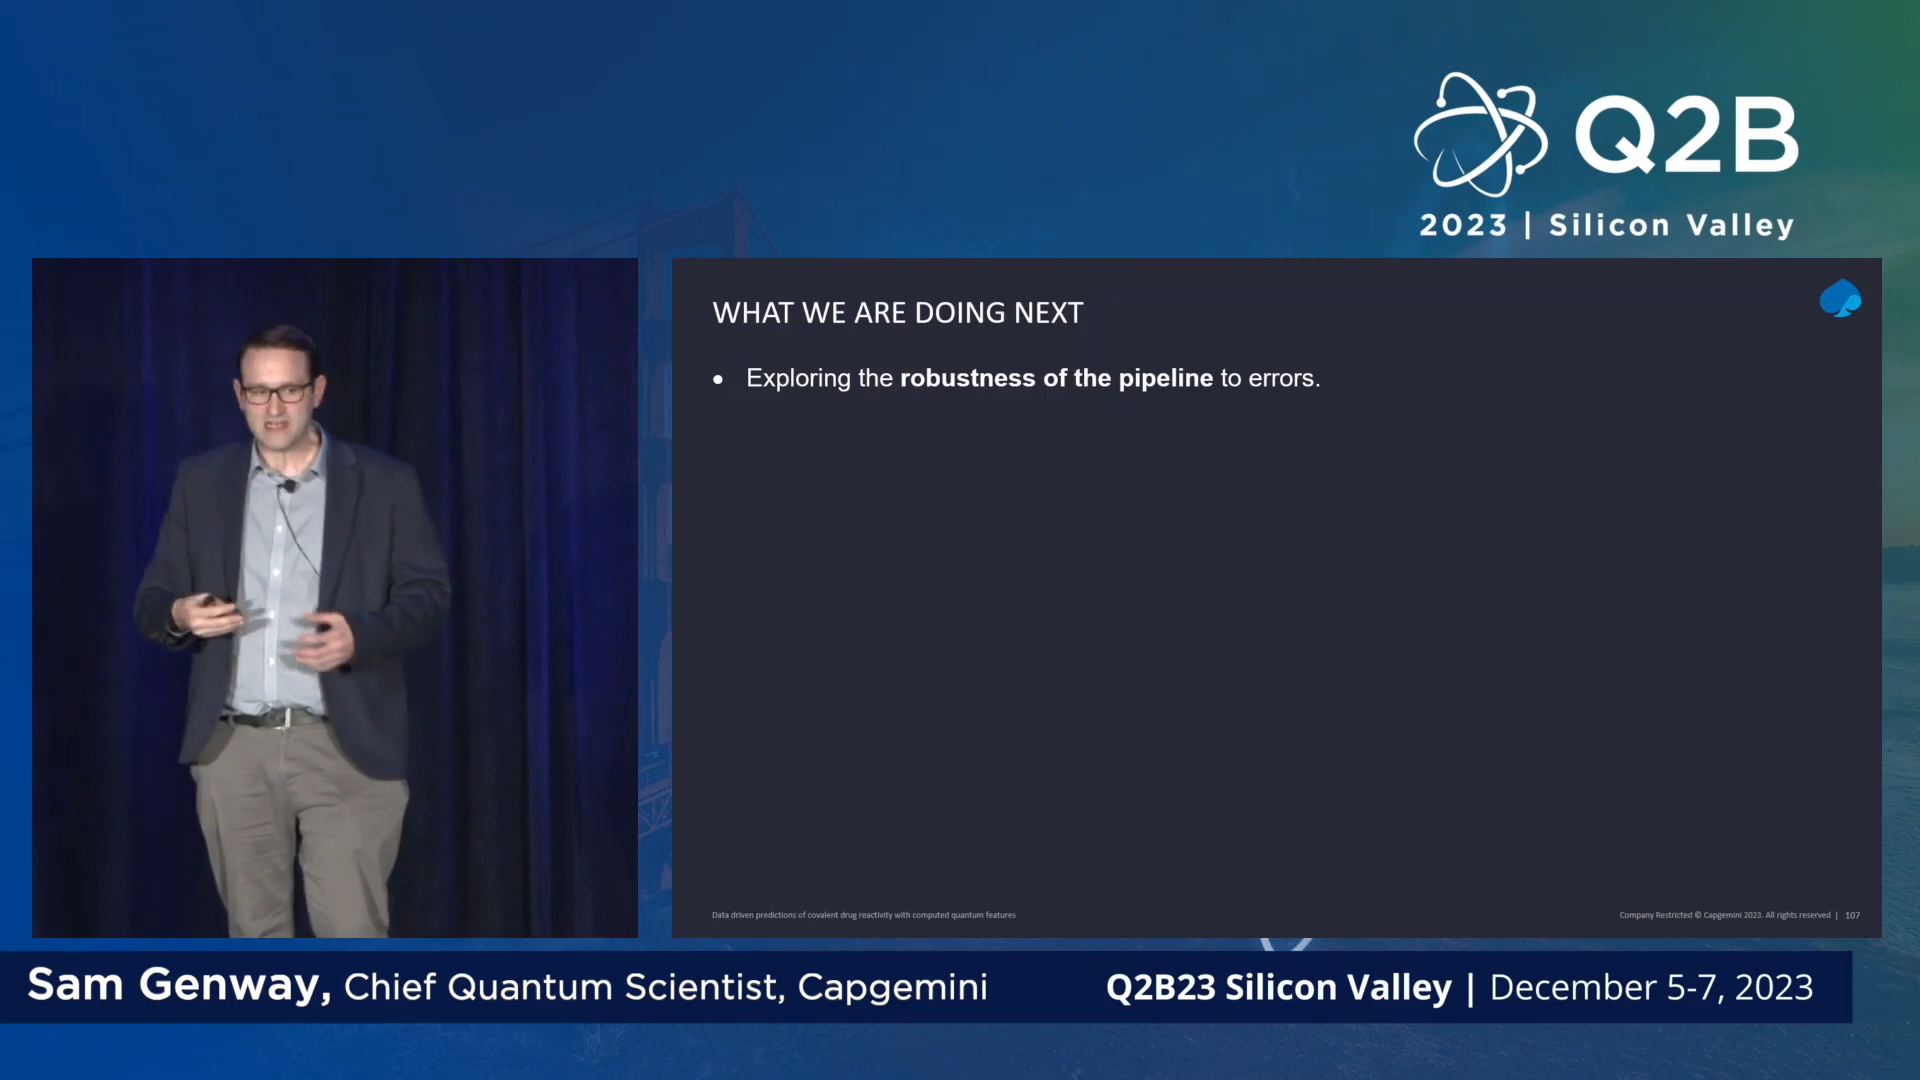 Q2B
2023 | Silicon Valley
WHAT WE ARE DOING NEXT
• Exploring the robustness of the pipeline to errors.
Data driven predictions of covalent drug reactivity with computed quantum features
Company Restricted © Capgemini 2023. All rights reserved | 107
Sam Genway, Chief Quantum Scientist, Capgemini
Q2B23 Silicon Valley | December 5-7, 2023